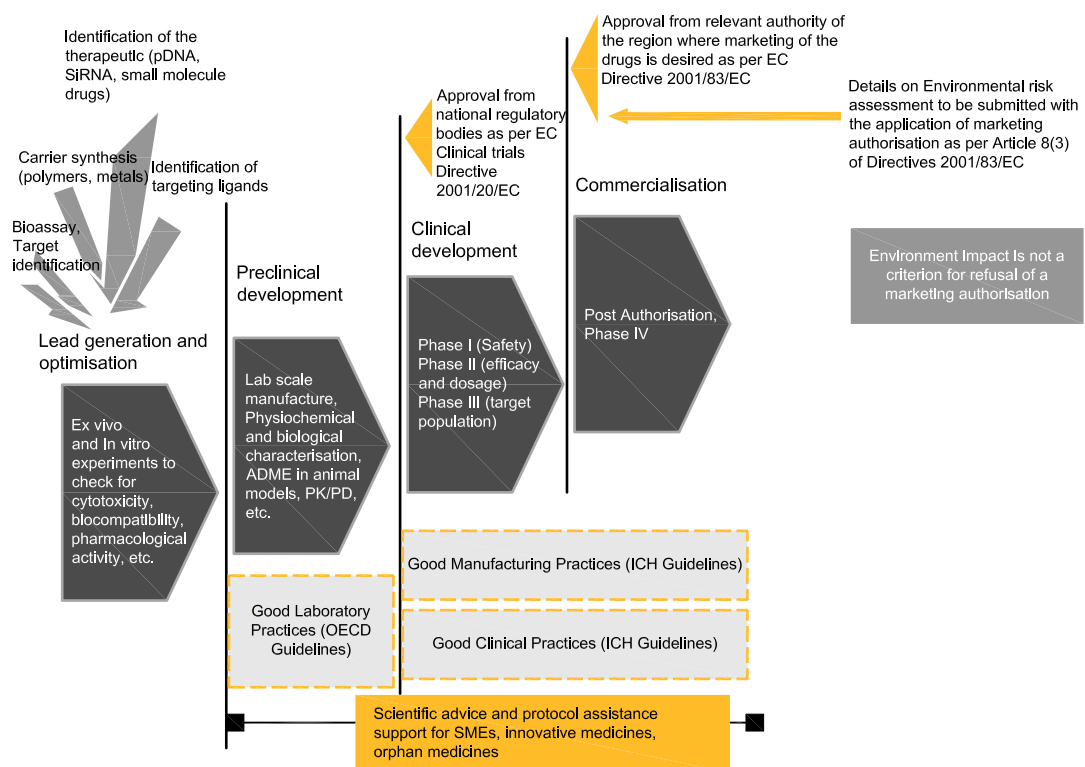 Identification of the
therapeutic (pDNA,
SiRNA, small molecule
drugs)
Carrier synthesis
(polymers, metals)
Identification of
targeting ligands
Bioassay,
Target
identification
Lead generation and
optimisation
Ex vivo
and In vitro
experiments to
check for
cytotoxicity,
biocompatibility,
pharmacological
activity, etc.
Preclinical
development
Lab scale
manufacture,
Physiochemical
and biological
characterisation,
ADME in animal
models, PK/PD,
etc.
Good Laboratory
Practices (OECD
Guidelines)
Approval from
national regulatory
bodies as per EC
Clinical trials
Directive
2001/20/EC
Clinical
development
Phase I (Safety)
Phase II (efficacy
and dosage)
Phase III (target
population)
Approval from relevant authority of
the region where marketing of the
drugs is desired as per EC
Directive 2001/83/EC
Commercialisation
Post Authorisation,
Phase IV
Details on Environmental risk
assessment to be submitted with
the application of marketing
authorisation as per Article 8(3)
of Directives 2001/83/EC
Environment Impact Is not a
criterion for refusal of a
marketing authorisation
Good Manufacturing Practices (ICH Guidelines)
Good Clinical Practices (ICH Guidelines)
Scientific advice and protocol assistance
support for SMEs, innovative medicines,
orphan medicines